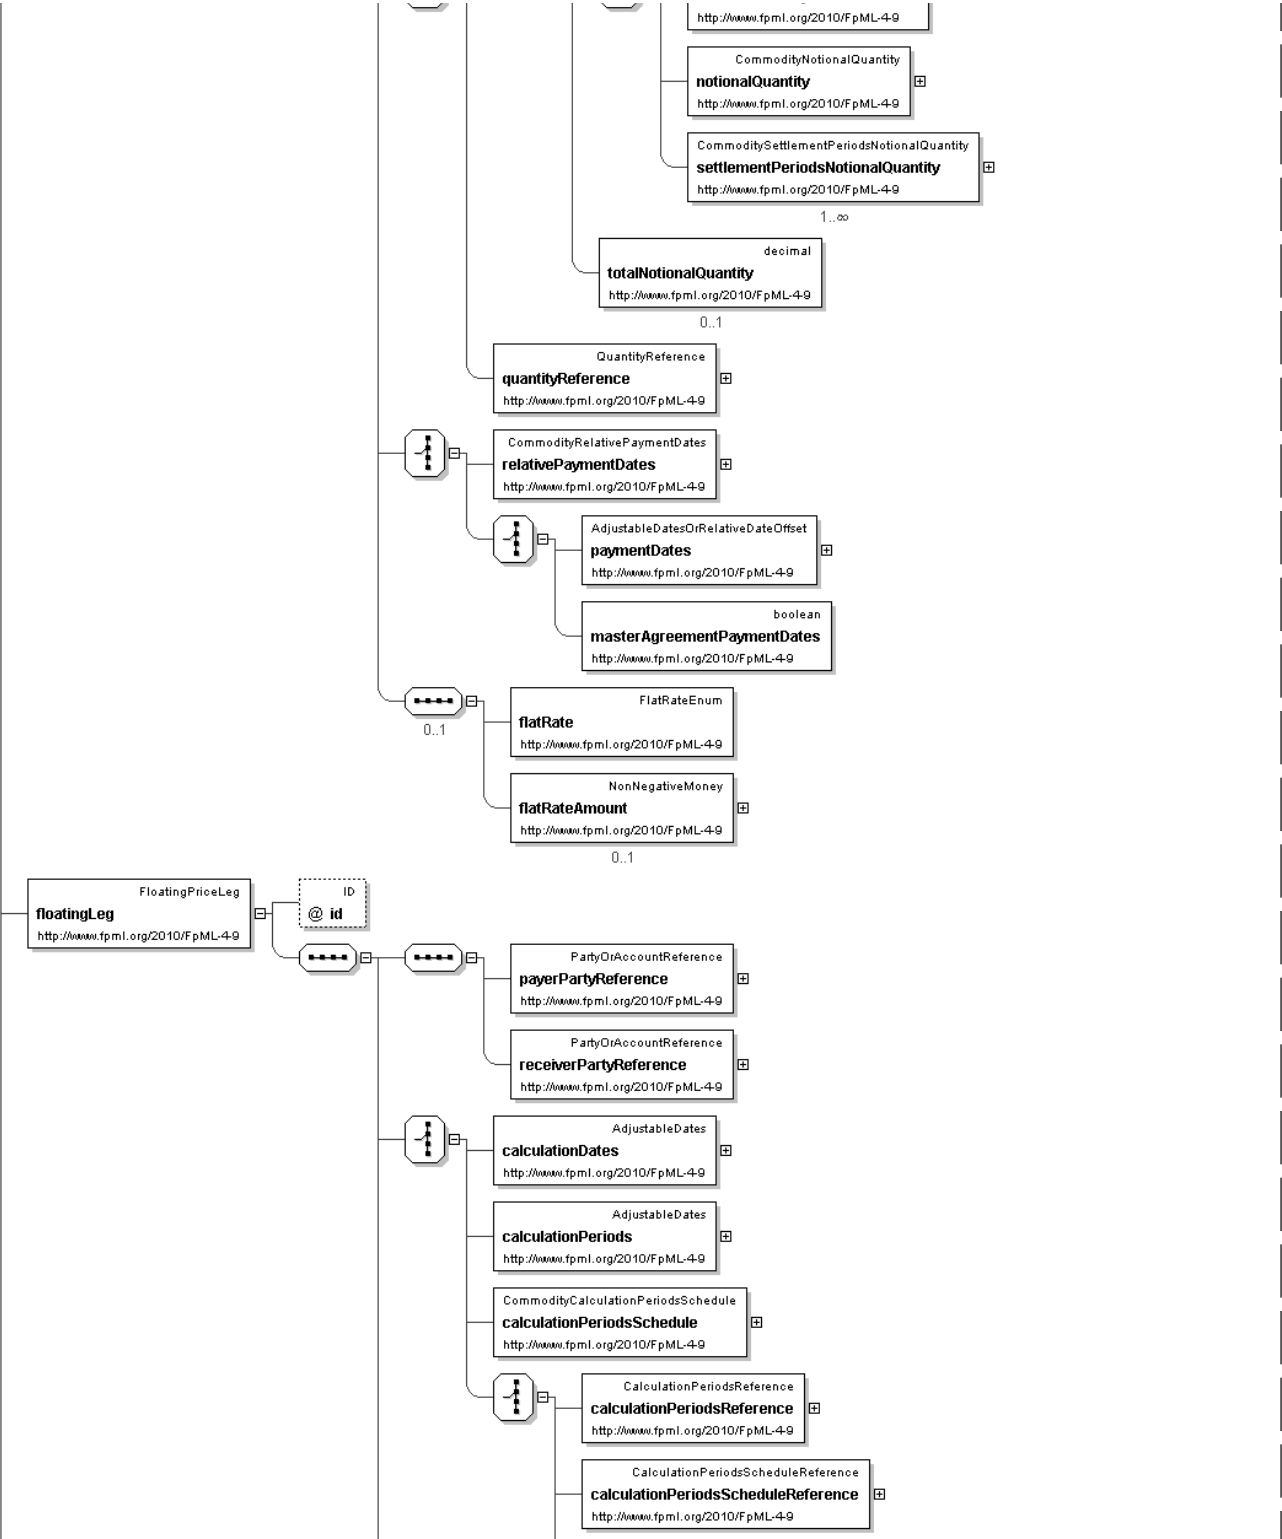 http://www.fpml.org/2010/FpML-4-9
CommodityNotionalQuantity
notionalQuantity
http://www.fpml.org/2010/FpML-4-9
CommoditySettlementPeriodsNotionalQuantity
settlementPeriodsNotionalQuantity
http://www.fpml.org/2010/FpML-4-9
1..∞
decimal
totalNotionalQuantity
http://www.fpml.org/2010/FpML-4-9
0..1
QuantityReference
quantityReference
http://www.fpml.org/2010/FpML-4-9
CommodityRelativePaymentDates
relativePaymentDates
http://www.fpml.org/2010/FpML-4-9
AdjustableDatesOrRelativeDateOffset
paymentDates
http://www.fpml.org/2010/FpML-4-9
boolean
masterAgreementPaymentDates
http://www.fpml.org/2010/FpML-4-9
0..1
FlatRateEnum
flatRate
http://www.fpml.org/2010/FpML-4-9
NonNegativeMoney
flatRateAmount
http://www.fpml.org/2010/FpML-4-9
0..1
FloatingPriceLeg
floatingLeg
http://www.fpml.org/2010/FpML-4-9
ID
@ id
PartyOrAccountReference
payerPartyReference
http://www.fpml.org/2010/FpML-4-9
PartyOrAccountReference
receiverPartyReference
http://www.fpml.org/2010/FpML-4-9
AdjustableDates
calculationDates
http://www.fpml.org/2010/FpML-4-9
AdjustableDates
calculationPeriods
http://www.fpml.org/2010/FpML-4-9
CommodityCalculationPeriodsSchedule
calculationPeriodsSchedule
http://www.fpml.org/2010/FpML-4-9
CalculationPeriodsReference
calculationPeriodsReference
http://www.fpml.org/2010/FpML-4-9
CalculationPeriodsScheduleReference
calculationPeriodsScheduleReference
http://www.fpml.org/2010/FpML-4-9